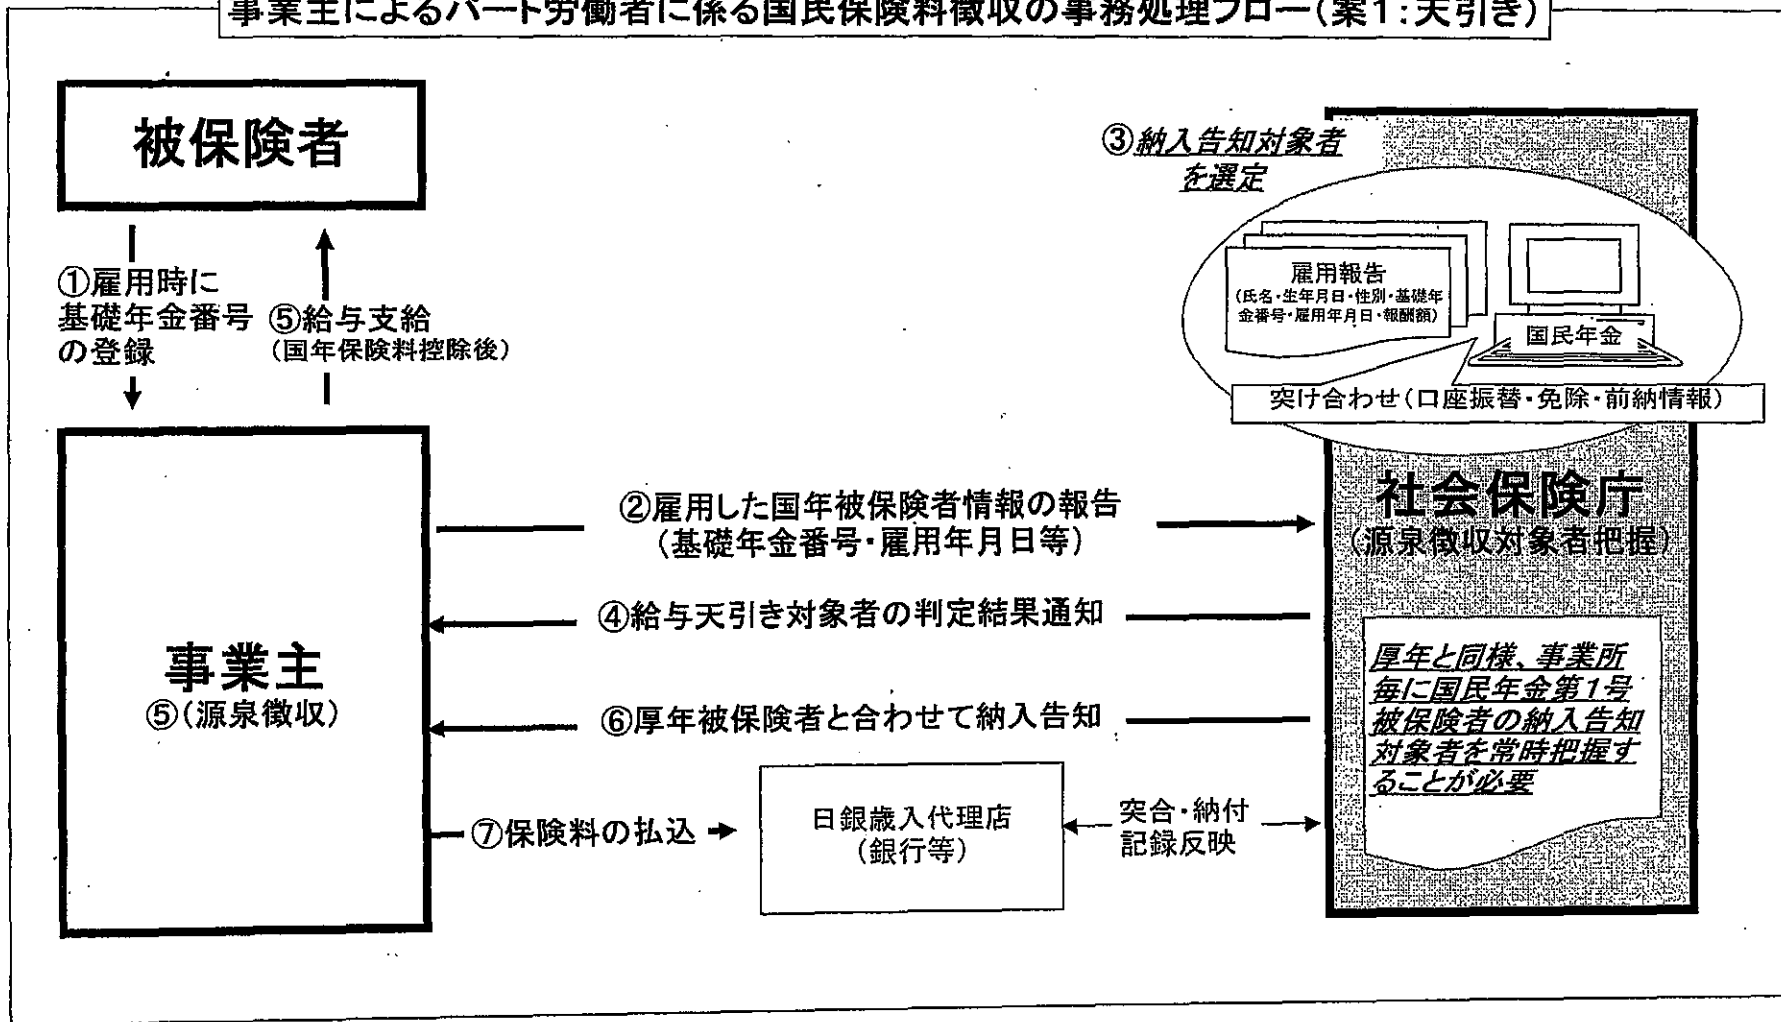 事業主によるパート労働者に係る国民保険料徴収の事務処理フロー(案1:天引き)
被保険者
①雇用時に
基礎年金番号
の登録
⑤給与支給
(国年保険料控除後)
③納入告知対象者
を選定
雇用報告
(氏名・生年月日・性別・基礎年
金番号・雇用年月日・報酬額)
国民年金
突け合わせ(口座振替・免除・前納情報)
社会保険庁
(源泉徴収対象者把握)
②雇用した国年被保険者情報の報告
(基礎年金番号・雇用年月日等)
④給与天引き対象者の判定結果通知
事業主
⑤(源泉徴収)
⑥厚年被保険者と合わせて納入告知
厚年と同様、事業所
毎に国民年金第1号
被保険者の納入告知
対象者を常時把握す
ることが必要
⑦保険料の払込
日銀歳入代理店
(銀行等)
突合・納付
記録反映